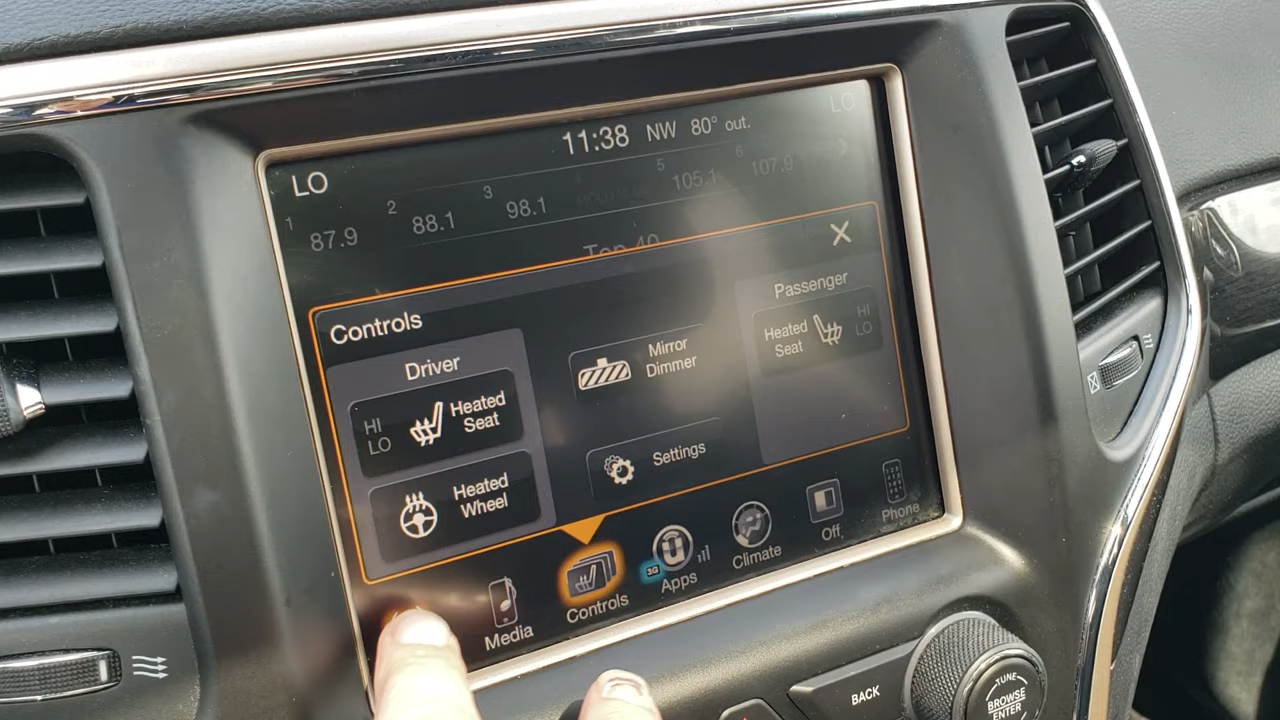 LO
11:38 NW 80° out.
LO
1 87.9
2 88.1
3 98.1
4
5 105.1
6 107.9
Top 40
X
Controls
Driver
HI
LO
Heated
Seat
Heated
Wheel
Mirror
Dimmer
Settings
Passenger
Heated
Seat
HI
LO
Media
Controls
3G
Apps
Climate
Off
Phone
BACK
TUNE
BROWSE
ENTER